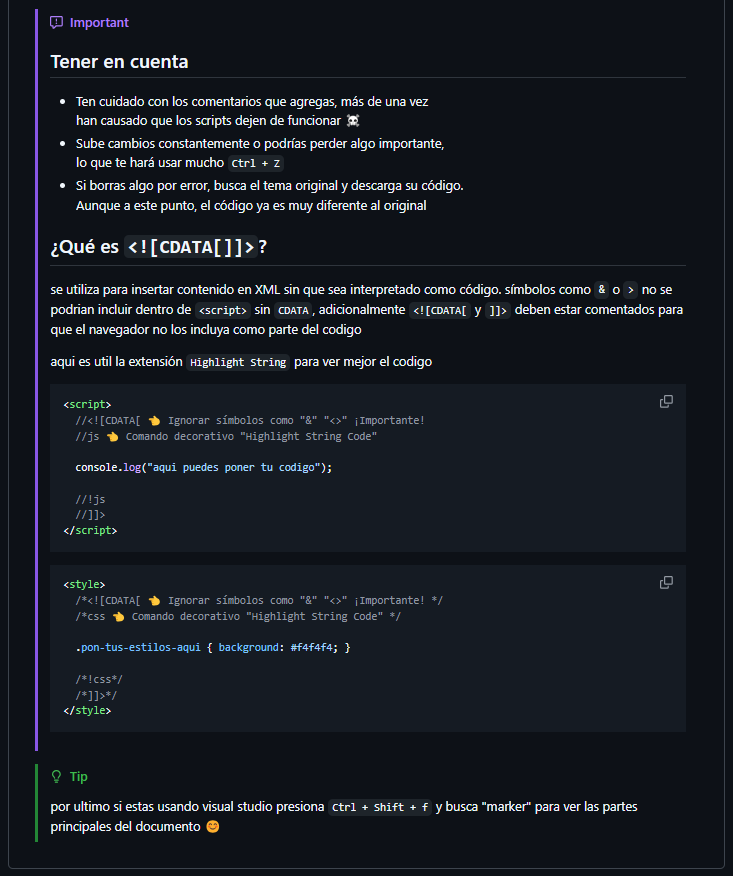 Important
Tener en cuenta
Ten cuidado con los comentarios que agregas, más de una vez
han causado que los scripts dejen de funcionar ☠️
Sube cambios constantemente o podrías perder algo importante,
lo que te hará usar mucho Ctrl + Z
Si borras algo por error, busca el tema original y descarga su código.
Aunque a este punto, el código ya es muy diferente al original
¿Qué es <![CDATA[]]>?
se utiliza para insertar contenido en XML sin que sea interpretado como código. símbolos como & o > no se
podrian incluir dentro de <script> sin CDATA, adicionalmente <![CDATA[ y ]]> deben estar comentados para
que el navegador no los incluya como parte del codigo
aqui es util la extensión Highlight String para ver mejor el codigo
<script>
//<![CDATA[ 👈 Ignorar símbolos como "&" "<>" ¡Importante!
//js 👈 Comando decorativo "Highlight String Code"
console.log("aqui puedes poner tu codigo");
//!js
//]]>
</script>
<style>
/*<![CDATA[ 👈 Ignorar símbolos como "&" "<>" ¡Importante! */
/*css 👈 Comando decorativo "Highlight String Code" */
.pon-tus-estilos-aqui { background: #f4f4f4; }
/*!css*/
/*]]>*/
</style>
Tip
por ultimo si estas usando visual studio presiona Ctrl + Shift + f y busca "marker" para ver las partes
principales del documento 😊